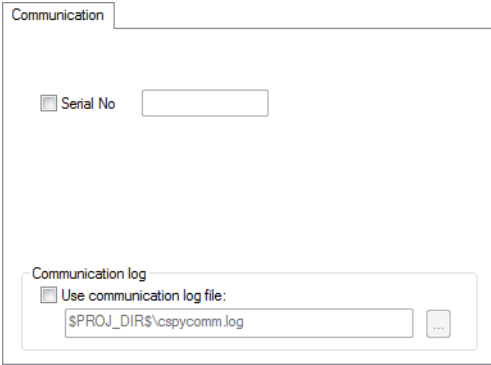 Communication
Serial No
Communication log
Use communication log file:
$PROJ_DIR$\cspycomm.log
...